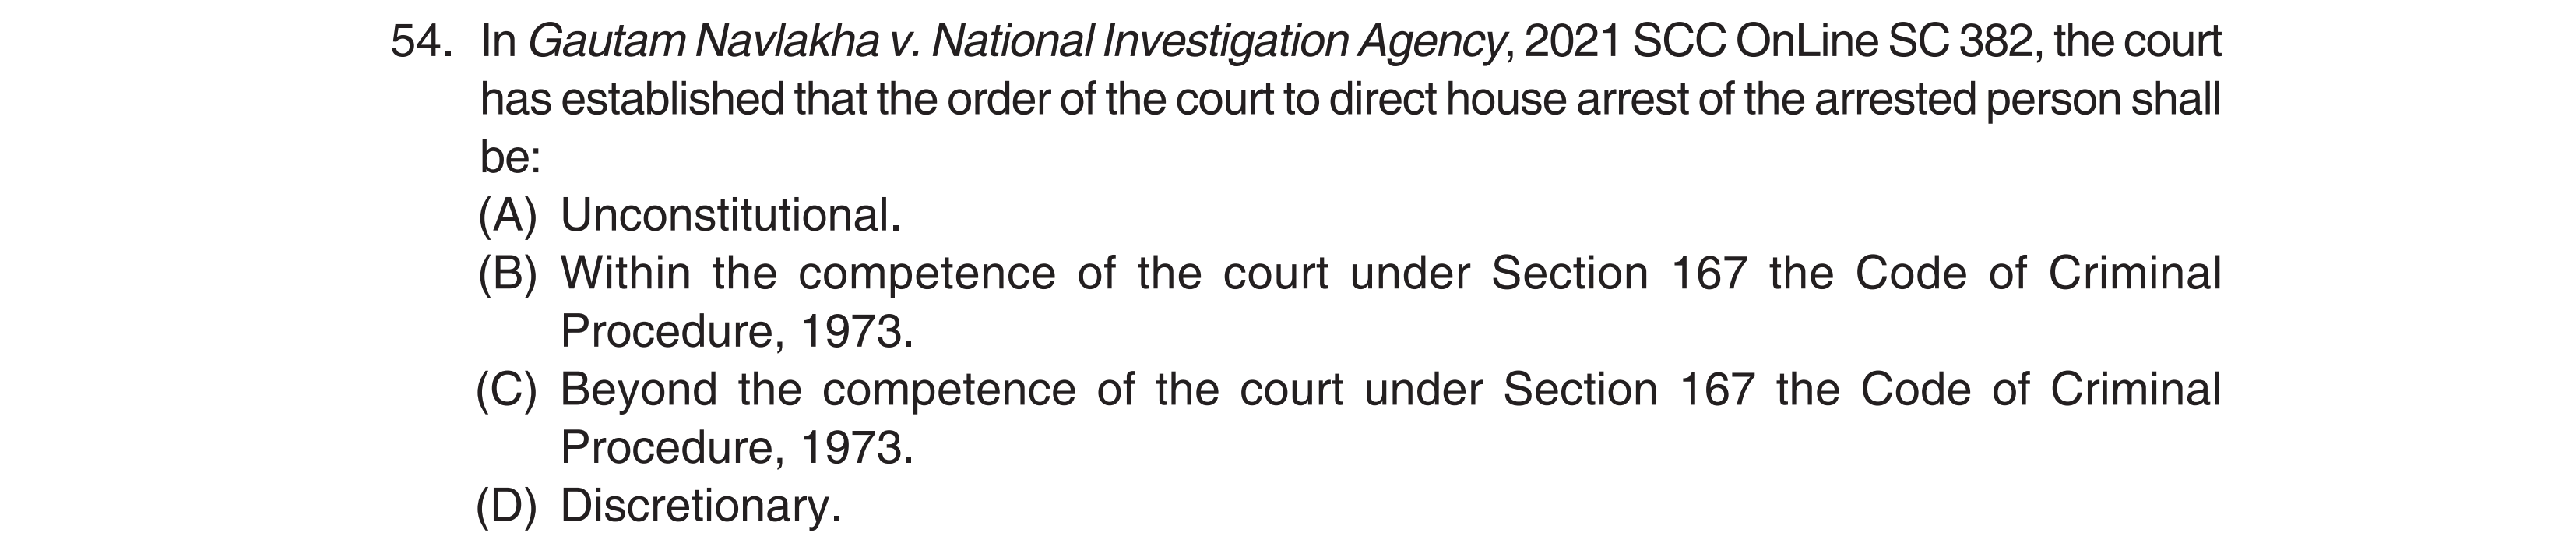 54. In Gautam Navlakha v. National Investigation Agency, 2021 SCC OnLine SC 382, the court
has established that the order of the court to direct house arrest of the arrested person shall
be:
(A) Unconstitutional.
(B) Within the competence of the court under Section 167 the Code of Criminal
Procedure, 1973.
(C) Beyond the competence of the court under Section 167 the Code of Criminal
Procedure, 1973.
(D) Discretionary.